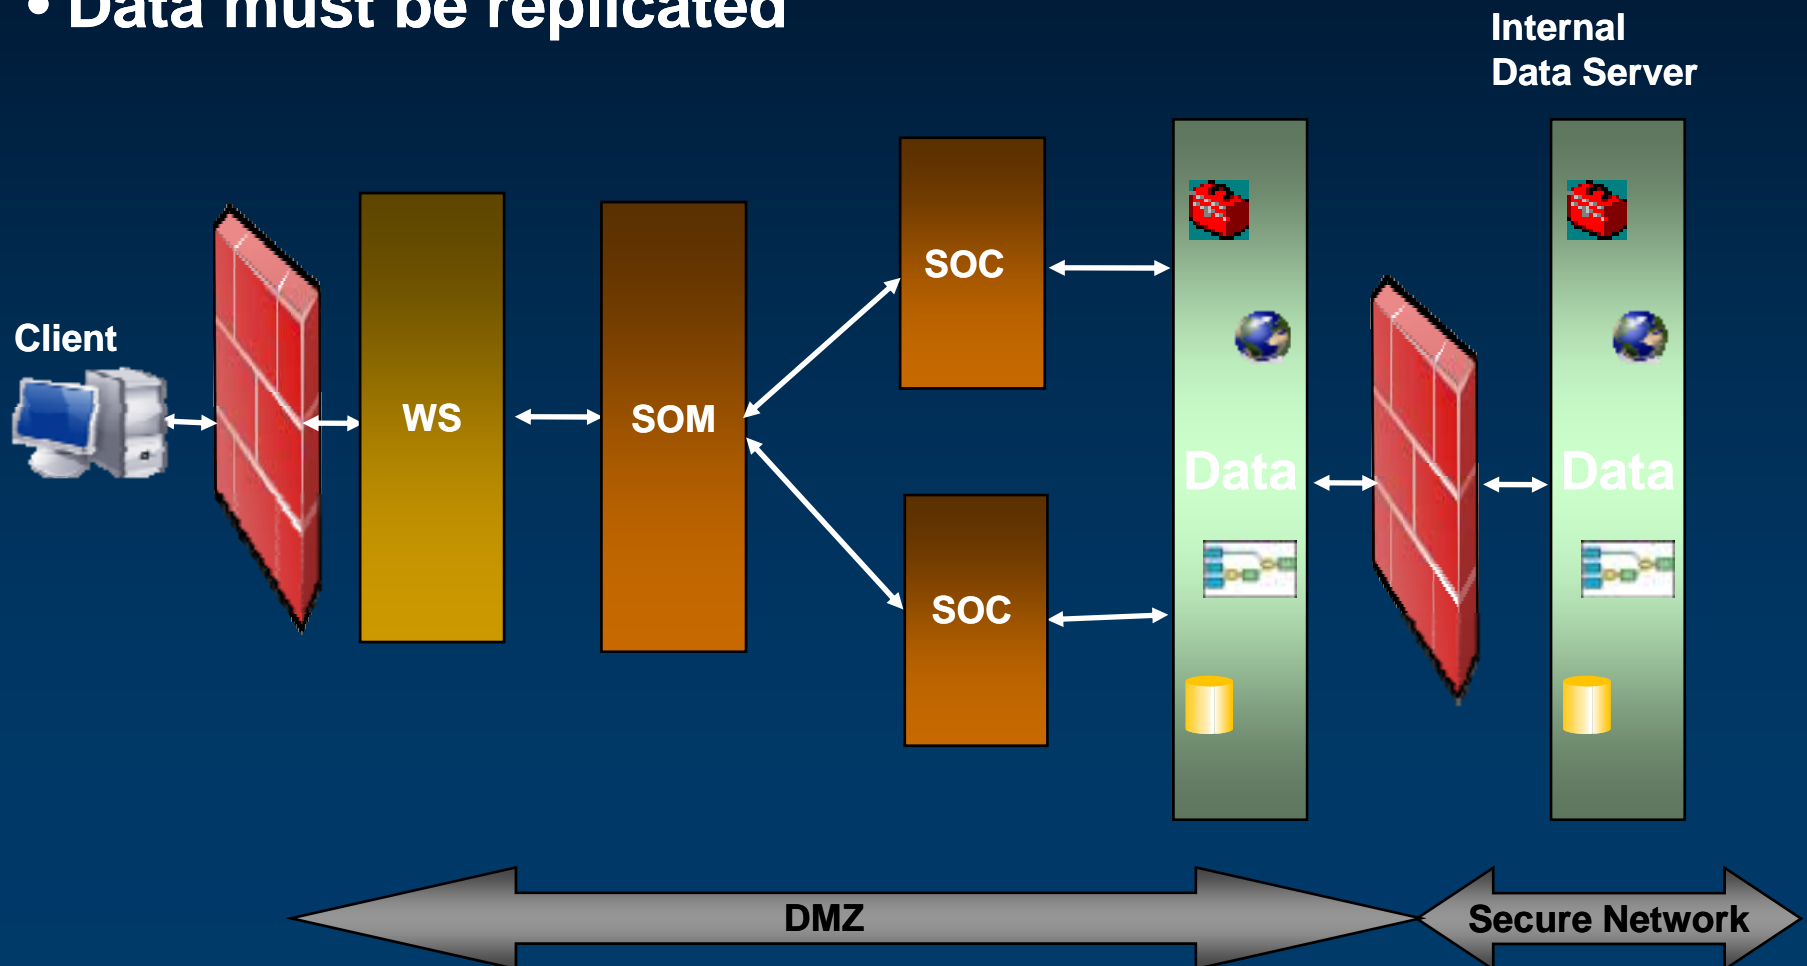 • Data must be replicated
Internal
Data Server
Client
WS
SOM
SOC
SOC
Data
Data
DMZ
Secure Network